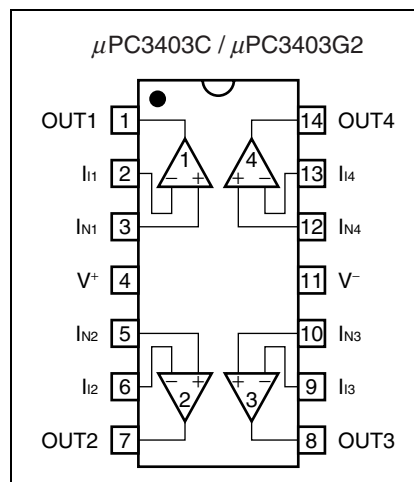 μPC3403C / μPC3403G2
OUT1 1 14 OUT4
1 4
II1 2 − + + − 13 II4
IN1 3 12 IN4
V+ 4 11 V−
IN2 5 10 IN3
II2 6 − + + − 9 II3
2 3
OUT2 7 8 OUT3